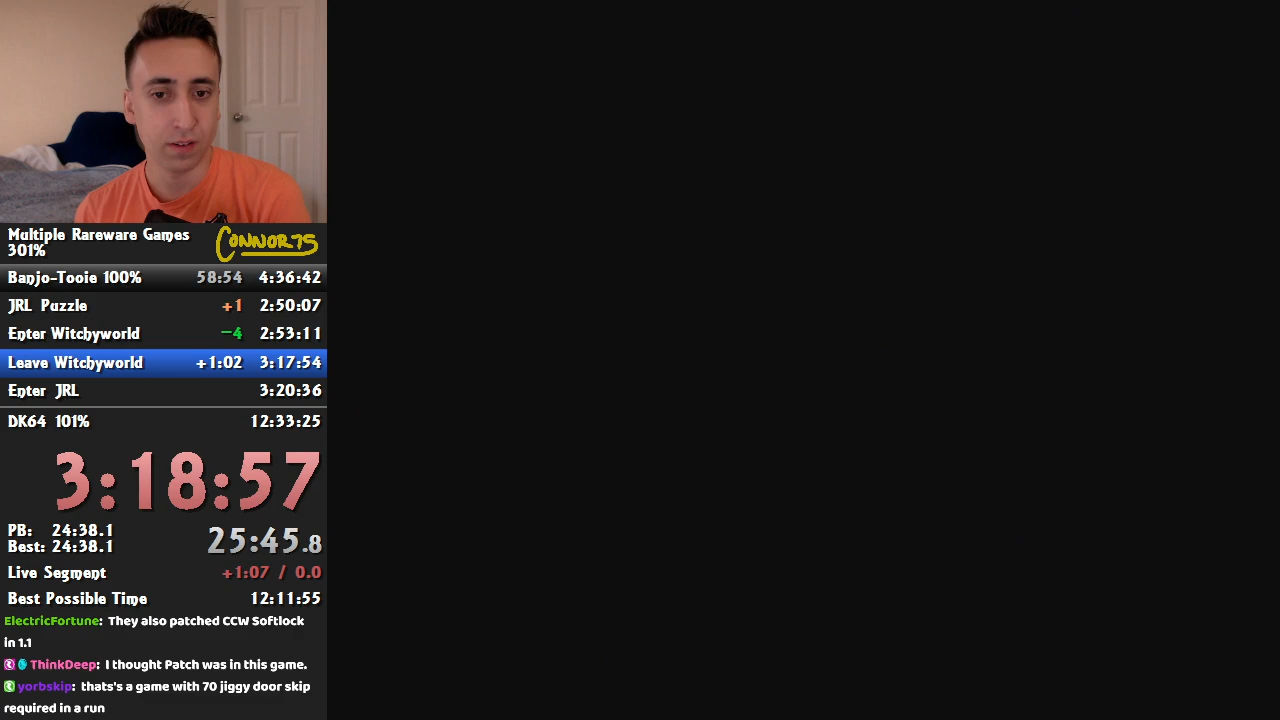 Multiple Rareware Games
301%
CONNOR75
Banjo-Tooie 100% 58:54 4:36:42
JRL Puzzle +1 2:50:07
Enter Witchyworld -4 2:53:11
Leave Witchyworld +1:02 3:17:54
Enter JRL 3:20:36
DK64 101% 12:33:25
3:18:57
PB: 24:38.1
Best: 24:38.1
25:45.8
Live Segment +1:07 / 0.0
Best Possible Time 12:11:55
ElectricFortune: They also patched CCW Softlock
in 1.1
ThinkDeep: I thought Patch was in this game.
yorbskip: thats's a game with 70 jiggy door skip
required in a run